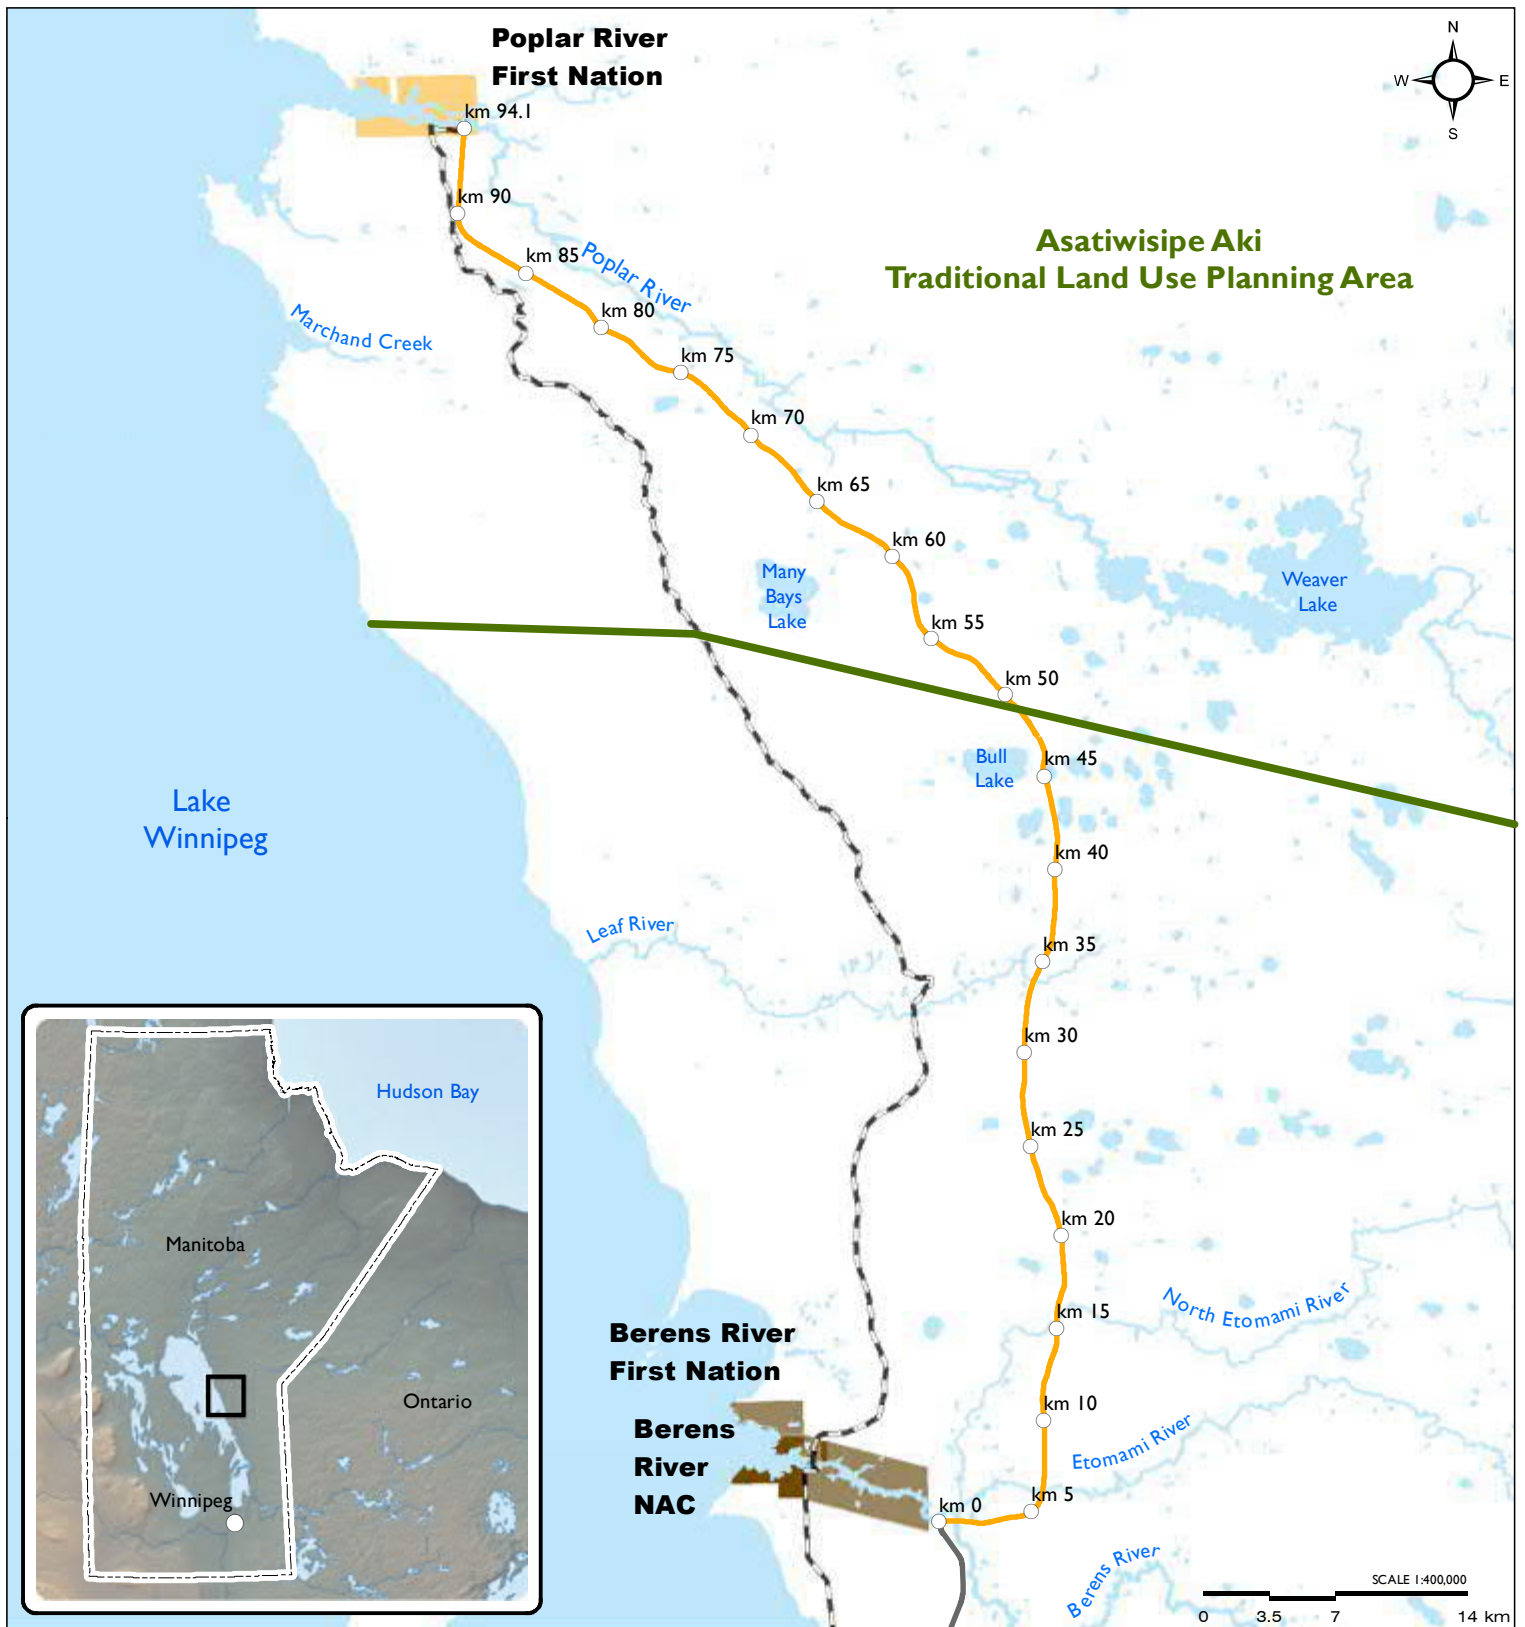 Poplar River
First Nation
N
W
E
S
km 94.1
km 90
km 85
Poplar River
Asatiwisipe Aki
Traditional Land Use Planning Area
km 80
Marchand Creek
km 75
km 70
km 65
km 60
Many
Bays
Lake
Weaver
Lake
km 55
km 50
Bull
Lake
km 45
Lake
Winnipeg
km 40
Leaf River
km 35
km 30
Hudson Bay
km 25
km 20
Manitoba
North Etomami River
km 15
Berens River
First Nation
Ontario
km 10
Berens
River
NAC
Etomami River
Winnipeg
km 5
km 0
Berens River
SCALE 1:400,000
0
3.5
7
14 km